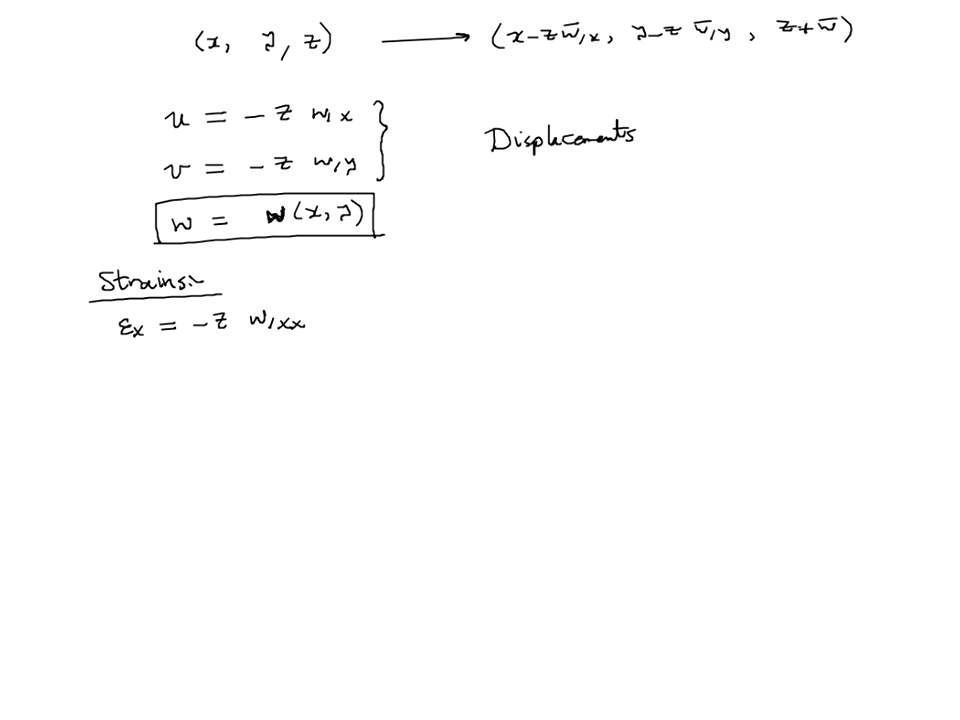 (x, y, z) ⟶ (x-z w̅,x, y-z v̅,y, z+w̅)
u = -z w,x }
v = -z w,y } Displacements
w = w(x,y)
Strains:-
εx = -z w,xx